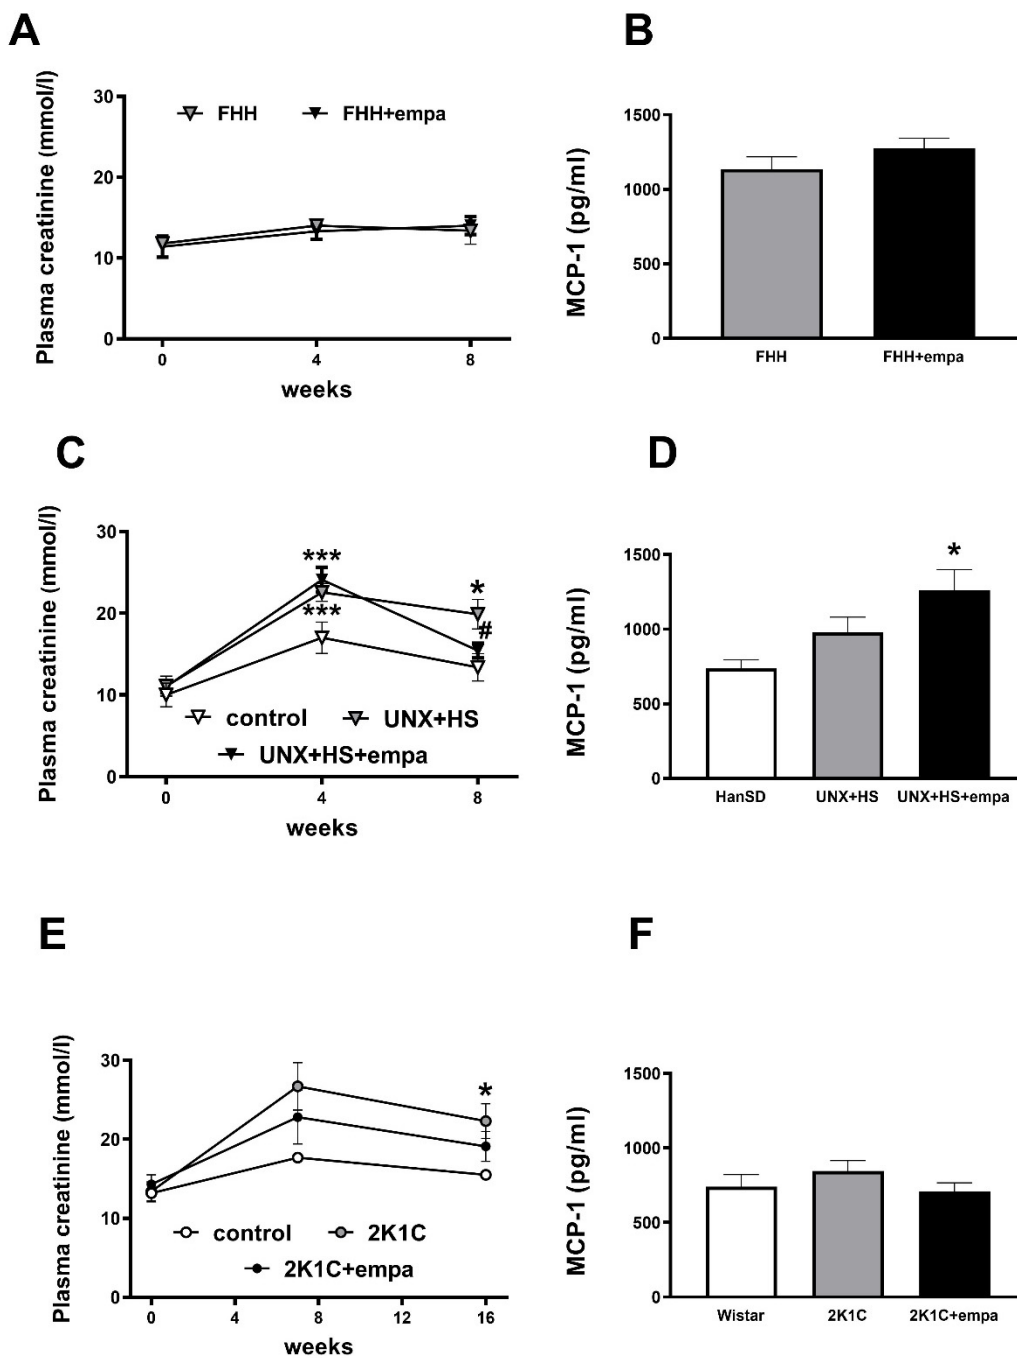 A
B
Plasma creatinine (mmol/l)
30
20
10
0
FHH
FHH+empa
0
4
8
weeks
MCP-1 (pg/ml)
1500
1000
500
0
FHH
FHH+empa
C
D
Plasma creatinine (mmol/l)
30
20
10
0
***
***
*
#
control
UNX+HS
UNX+HS+empa
0
4
8
weeks
MCP-1 (pg/ml)
1500
1000
500
0
*
HanSD
UNX+HS
UNX+HS+empa
E
F
Plasma creatinine (mmol/l)
30
20
10
0
*
control
2K1C
2K1C+empa
0
4
8
12
16
weeks
MCP-1 (pg/ml)
1500
1000
500
0
Wistar
2K1C
2K1C+empa